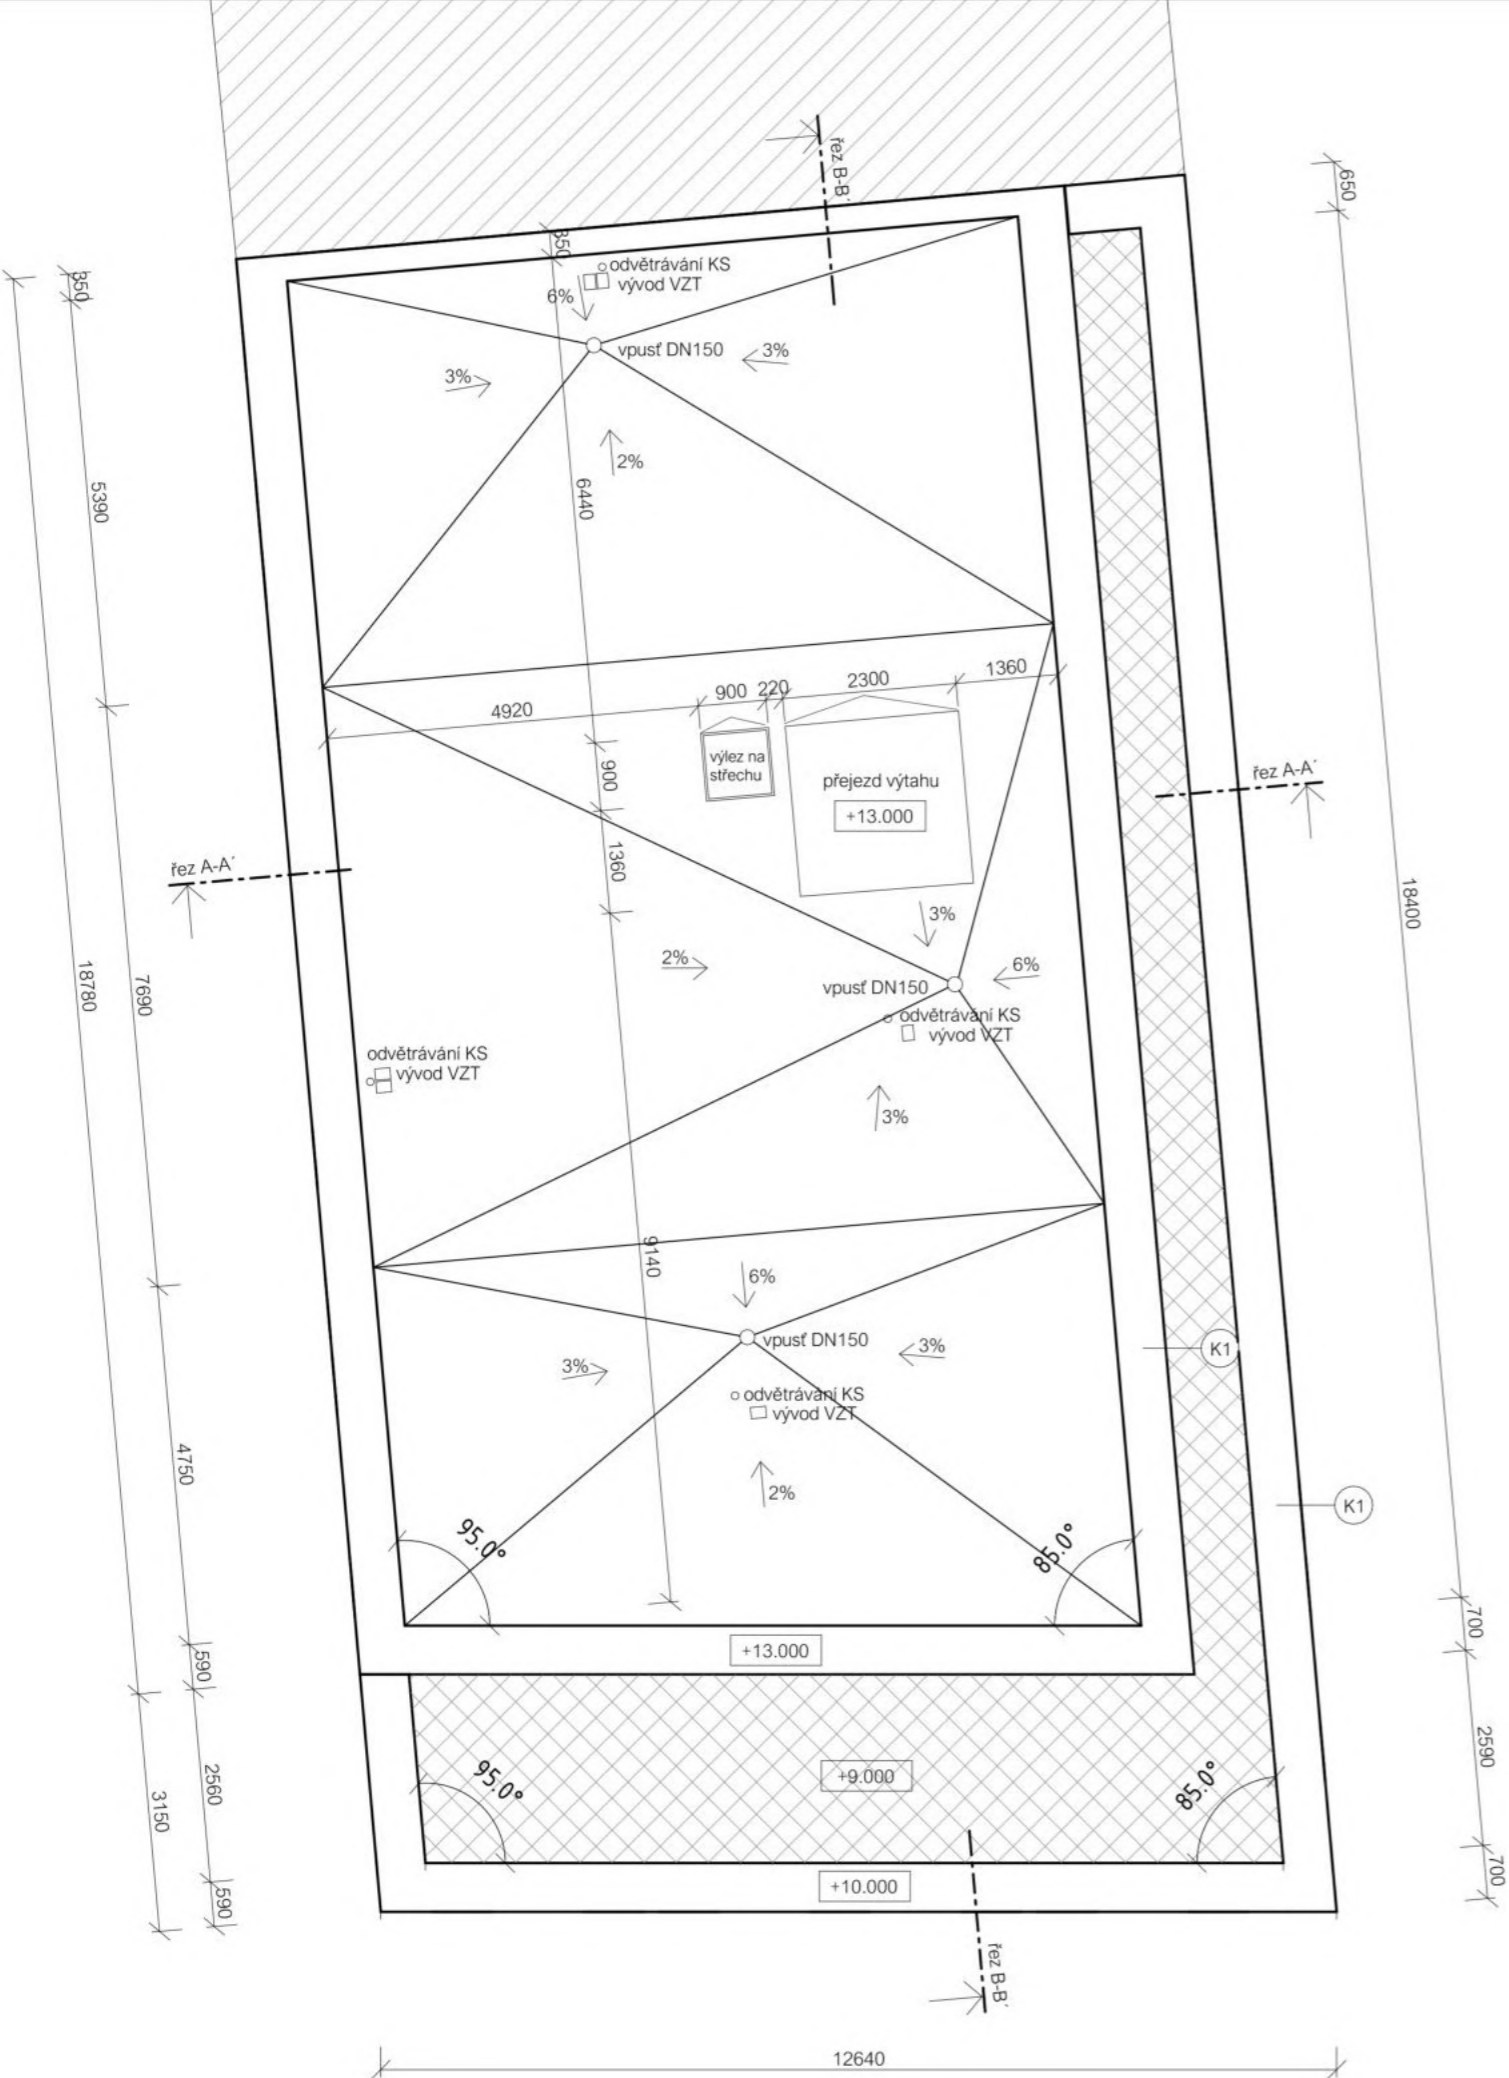 řez B-B´
650
350
350
odvětrávání KS
vývod VZT
6%
vpusť DN150
3%
3%
2%
5390
6440
900
220
2300
1360
4920
výlez na
střechu
900
přejezd výtahu
+13.000
řez A-A´
řez A-A´
1360
18400
3%
2%
6%
vpusť DN150
18780
7690
odvětrávání KS
vývod VZT
odvětrávání KS
vývod VZT
3%
9140
6%
vpusť DN150
3%
3%
K1
odvětrávání KS
vývod VZT
4750
2%
K1
95.0°
85.0°
700
590
+13.000
2590
2560
3150
95.0°
+9.000
85.0°
700
590
+10.000
řez B-B´
12640